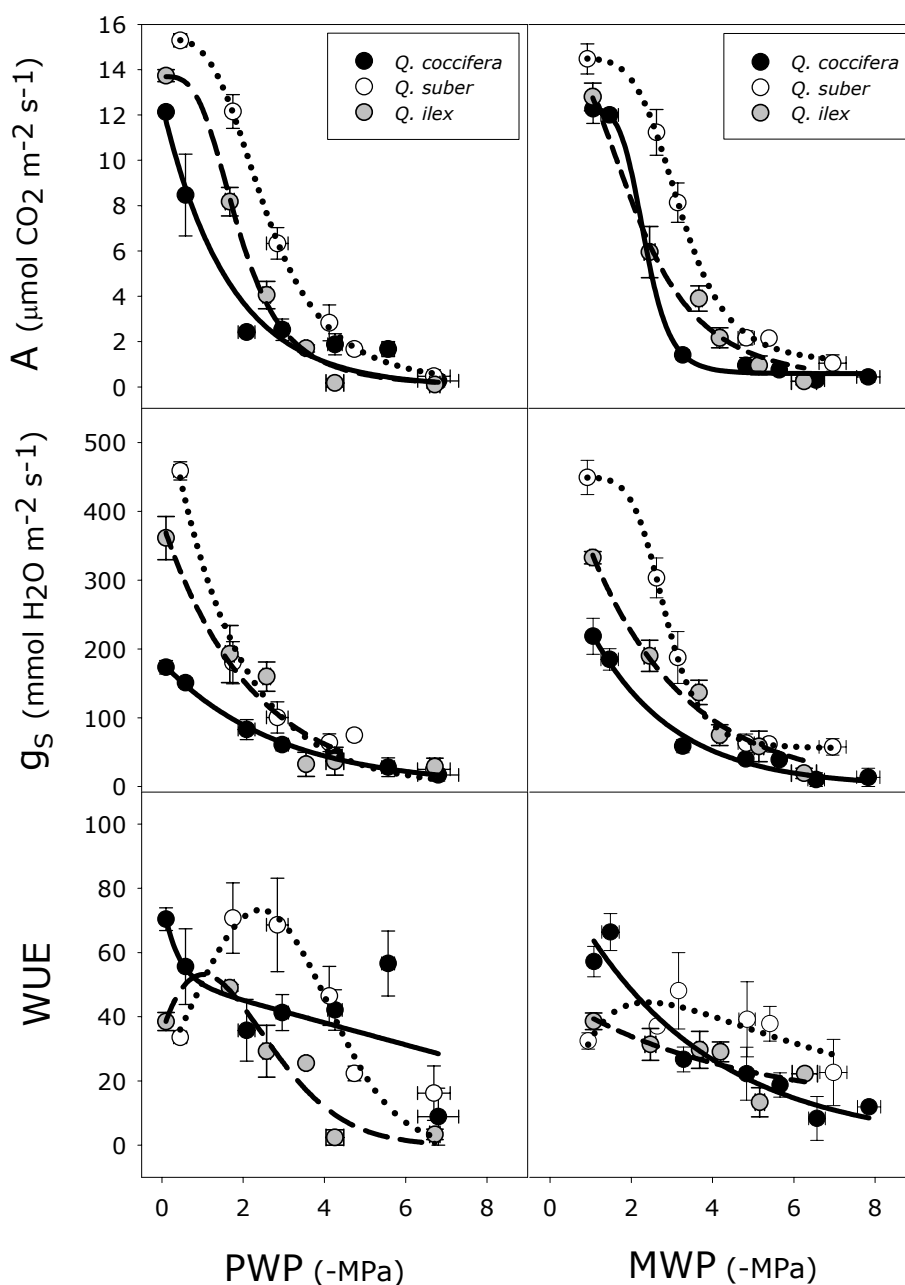 16
14
12
10
8
6
4
2
0
A (μmol CO2 m-2 s-1)
Q. coccifera
Q. suber
Q. ilex
Q. coccifera
Q. suber
Q. ilex
500
400
300
200
100
0
gs (mmol H2O m-2 s-1)
100
80
60
40
20
0
WUE
0 2 4 6 8
0 2 4 6 8
PWP (-MPa)
MWP (-MPa)